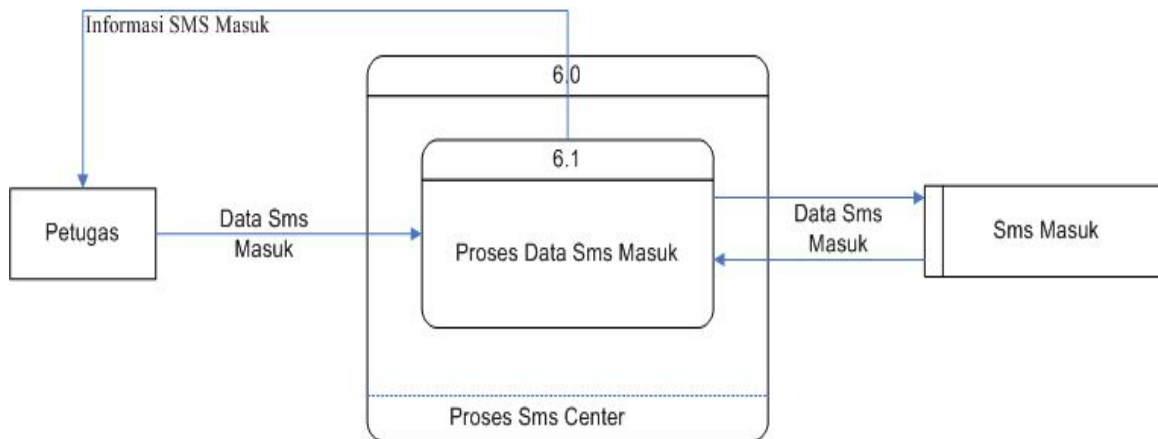 Informasi SMS Masuk
6.0
6.1
Petugas
Data Sms
Masuk
Proses Data Sms Masuk
Data Sms
Masuk
Sms Masuk
Proses Sms Center